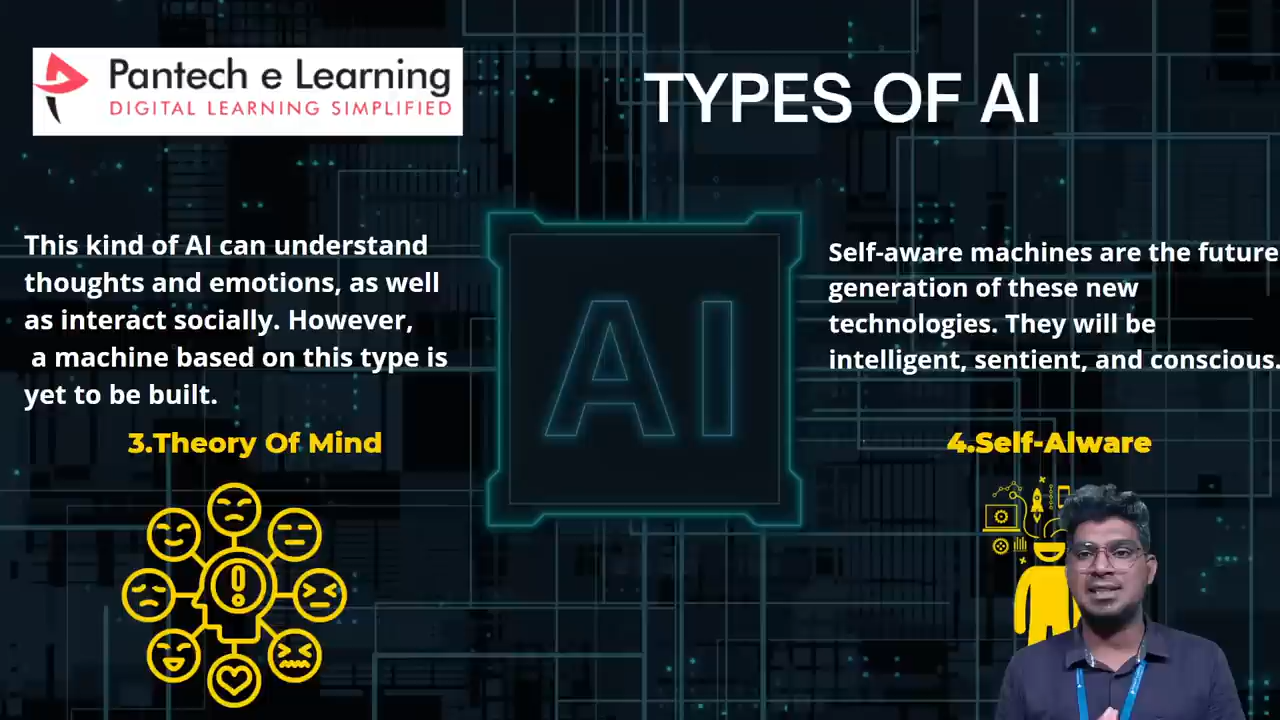 Pantech e Learning
DIGITAL LEARNING SIMPLIFIED
TYPES OF AI
This kind of AI can understand
thoughts and emotions, as well
as interact socially. However,
a machine based on this type is
yet to be built.
3.Theory Of Mind
AI
Self-aware machines are the future
generation of these new
technologies. They will be
intelligent, sentient, and conscious.
4.Self-Alware